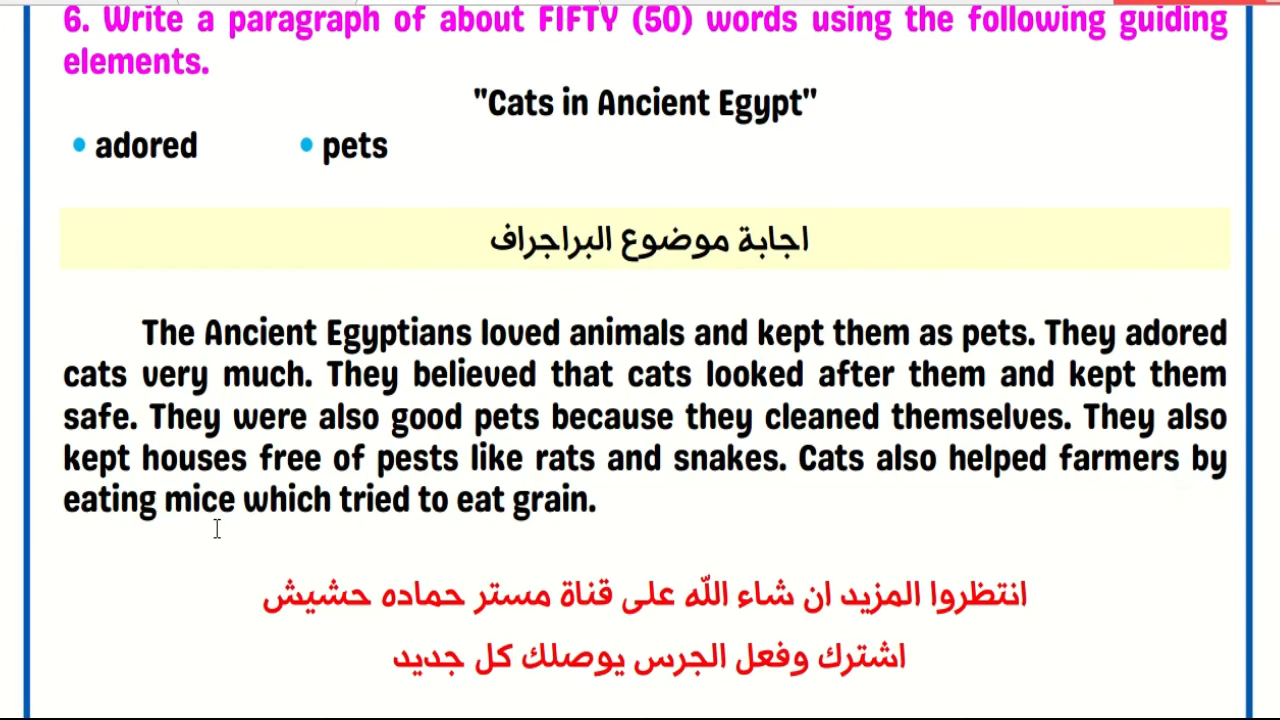 6. Write a paragraph of about FIFTY (50) words using the following guiding
elements.
"Cats in Ancient Egypt"
• adored • pets
اجابة موضوع البراجراف
The Ancient Egyptians loved animals and kept them as pets. They adored
cats very much. They believed that cats looked after them and kept them
safe. They were also good pets because they cleaned themselves. They also
kept houses free of pests like rats and snakes. Cats also helped farmers by
eating mice which tried to eat grain.
انتظروا المزيد ان شاء الله على قناة مستر حماده حشيش
اشترك وفعل الجرس يوصلك كل جديد